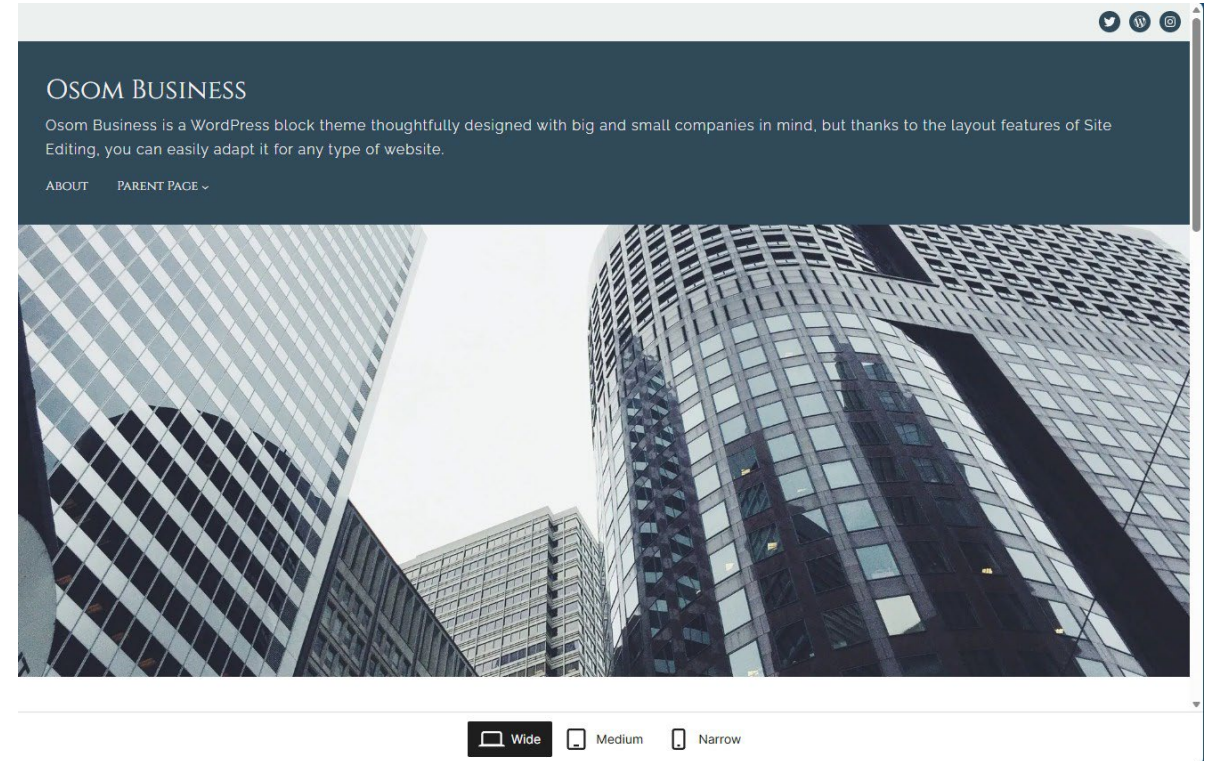 Osom Business
Osom Business is a WordPress block theme thoughtfully designed with big and small companies in mind, but thanks to the layout features of Site
Editing, you can easily adapt it for any type of website.
About Parent Page
Wide Medium Narrow